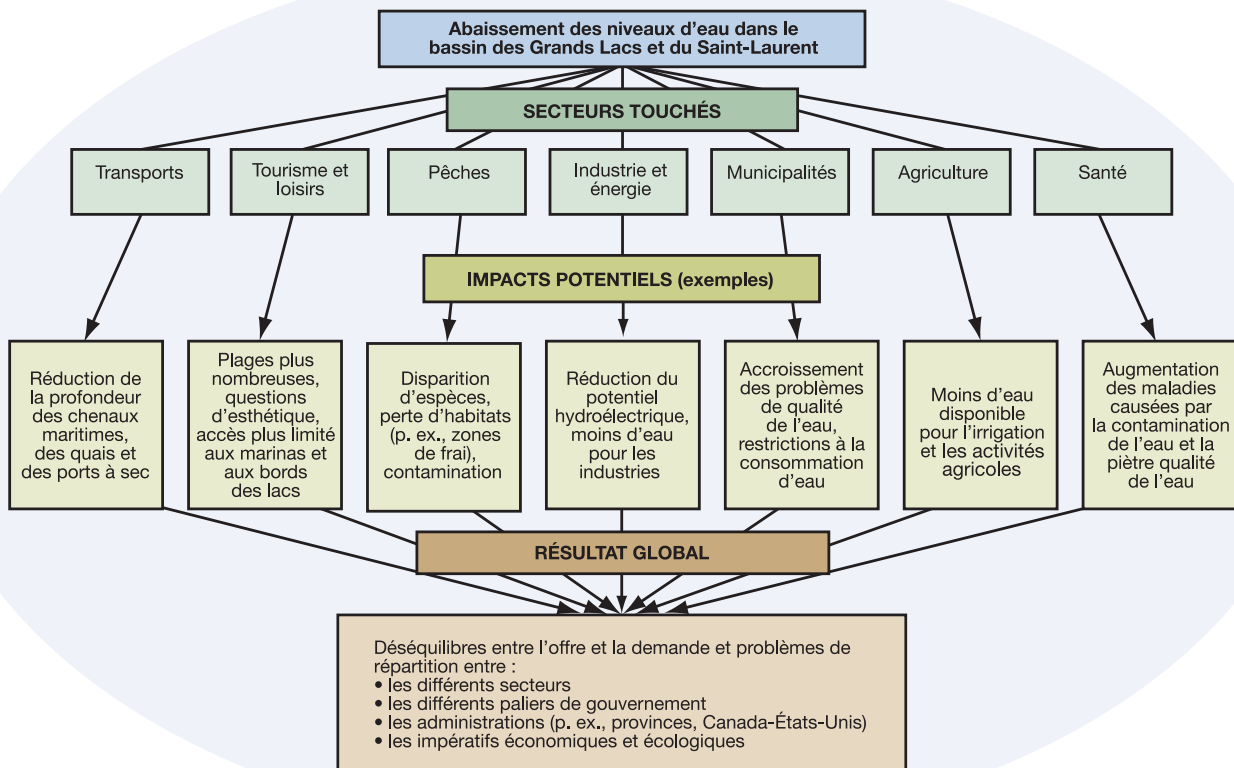 Abaissement des niveaux d'eau dans le
bassin des Grands Lacs et du Saint-Laurent
SECTEURS TOUCHÉS
Transports
Tourisme et
loisirs
Pêches
Industrie et
énergie
Municipalités
Agriculture
Santé
IMPACTS POTENTIELS (exemples)
Réduction de
la profondeur
des chenaux
maritimes,
des quais et
des ports à sec
Plages plus
nombreuses,
questions
d'esthétique,
accès plus limité
aux marinas et
aux bords
des lacs
Disparition
d'espèces,
perte d'habitats
(p. ex., zones
de frai),
contamination
Réduction du
potentiel
hydroélectrique,
moins d'eau
pour les
industries
Accroissement
des problèmes
de qualité
de l'eau,
restrictions à la
consommation
d'eau
Moins d'eau
disponible
pour l'irrigation
et les activités
agricoles
Augmentation
des maladies
causées par
la contamination
de l'eau et la
piètre qualité
de l'eau
RÉSULTAT GLOBAL
Déséquilibres entre l'offre et la demande et problèmes de
répartition entre :
• les différents secteurs
• les différents paliers de gouvernement
• les administrations (p. ex., provinces, Canada-États-Unis)
• les impératifs économiques et écologiques